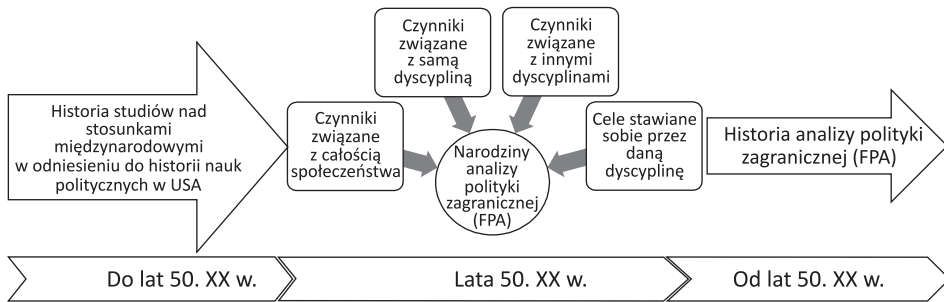 Historia studiów nad
stosunkami
międzynarodowymi
w odniesieniu do historii nauk
politycznych w USA
Czynniki
związane
z całością
społeczeństwa
Czynniki
związane
z samą
dyscypliną
Czynniki
związane
z innymi
dyscyplinami
Cele stawiane
sobie przez
daną
dyscyplinę
Narodziny
analizy
polityki
zagranicznej
(FPA)
Historia analizy polityki
zagranicznej (FPA)
Do lat 50. XX w.
Lata 50. XX w.
Od lat 50. XX w.